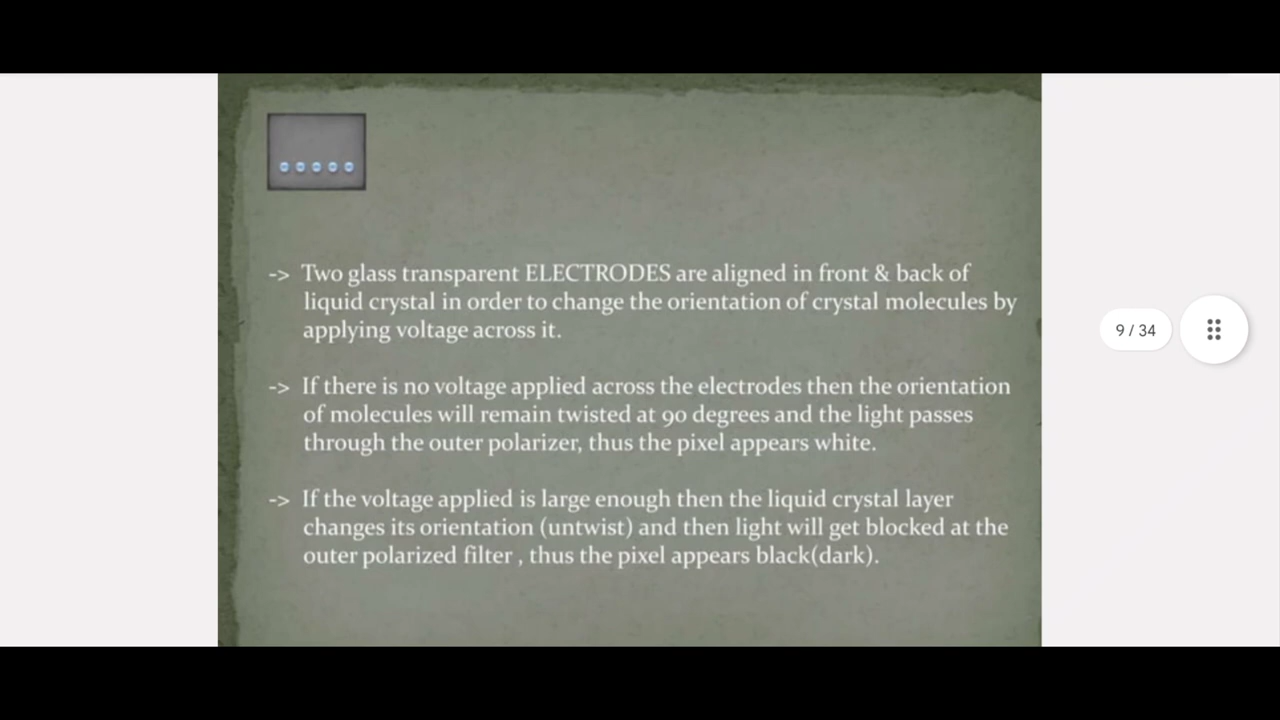 -> Two glass transparent ELECTRODES are aligned in front & back of
liquid crystal in order to change the orientation of crystal molecules by
applying voltage across it.
-> If there is no voltage applied across the electrodes then the orientation
of molecules will remain twisted at 90 degrees and the light passes
through the outer polarizer, thus the pixel appears white.
-> If the voltage applied is large enough then the liquid crystal layer
changes its orientation (untwist) and then light will get blocked at the
outer polarized filter , thus the pixel appears black(dark).
9 / 34